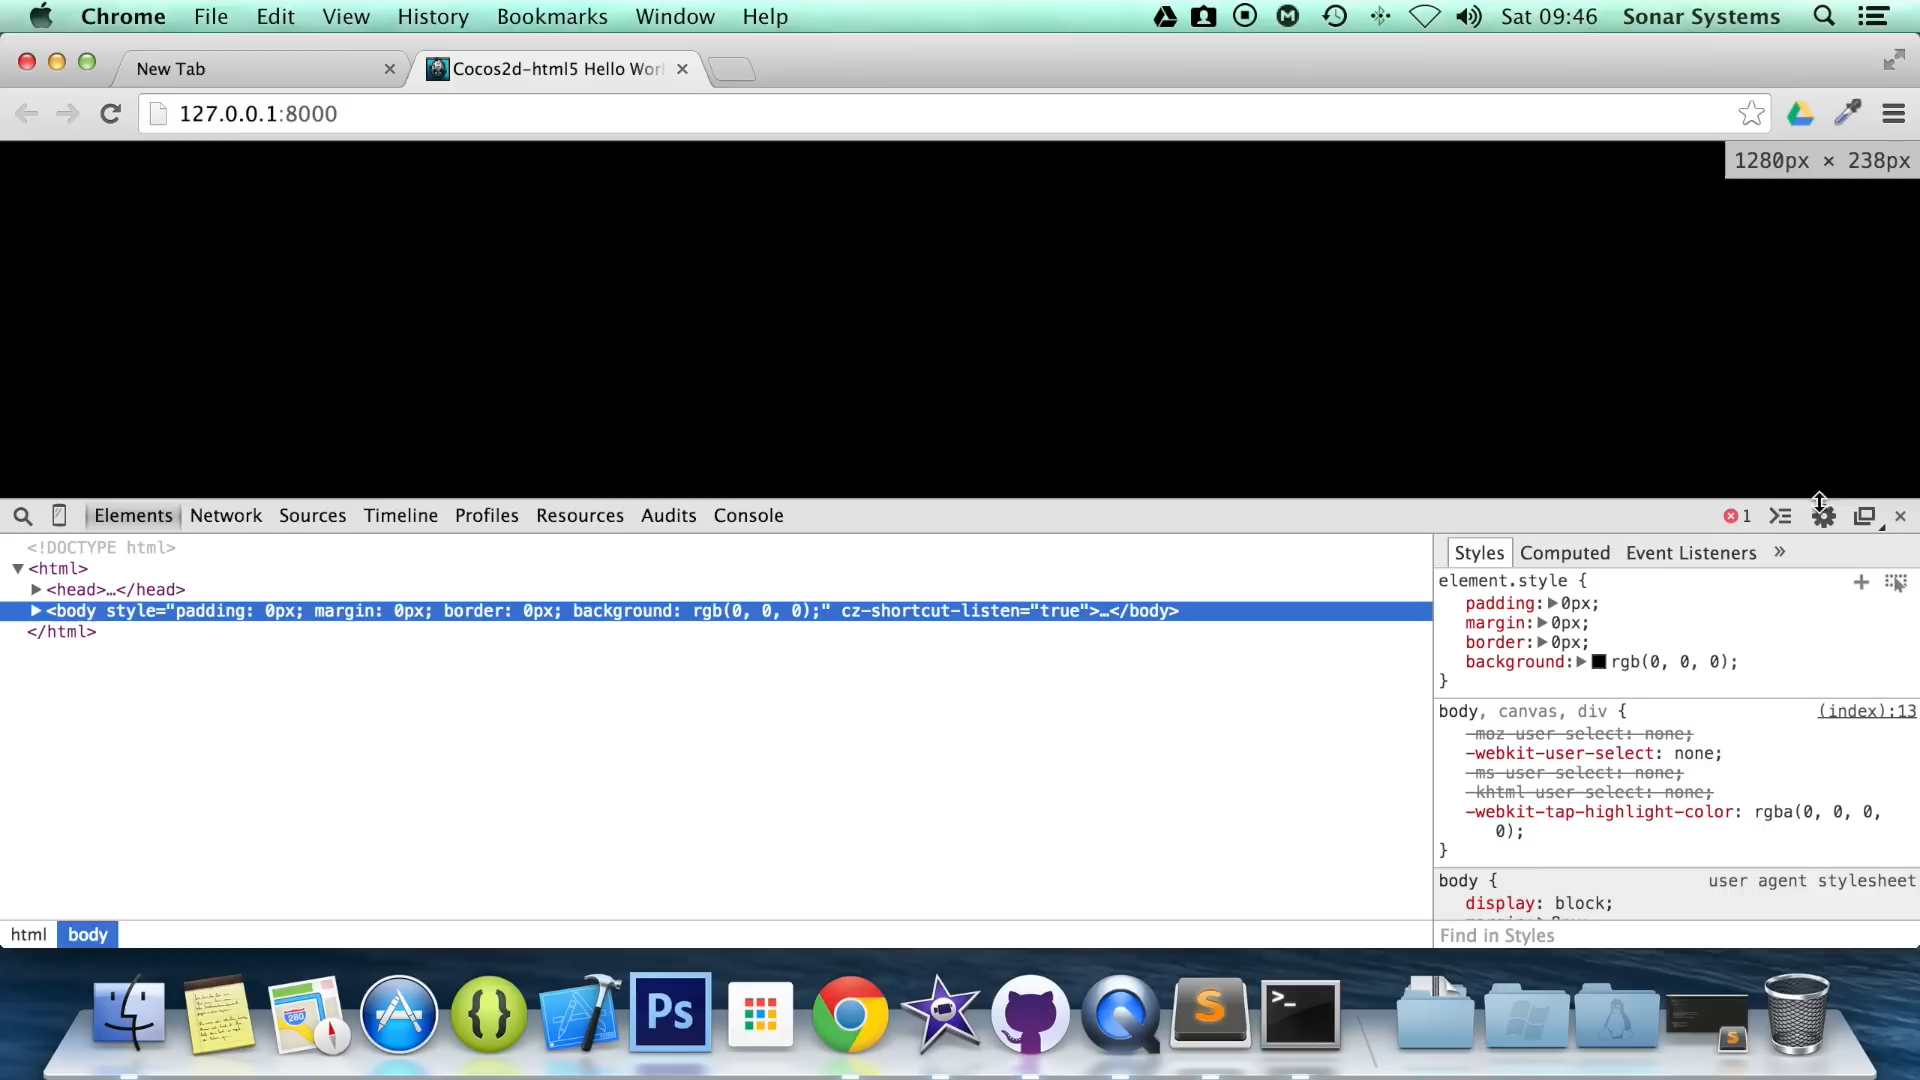 Chrome File Edit View History Bookmarks Window Help Sat 09:46 Sonar Systems
New Tab Cocos2d-html5 Hello Worl
127.0.0.1:8000
1280px × 238px
Elements Network Sources Timeline Profiles Resources Audits Console 1
<!DOCTYPE html>
<html>
<head>…</head>
<body style="padding: 0px; margin: 0px; border: 0px; background: rgb(0, 0, 0);" cz-shortcut-listen="true">…</body>
</html>
Styles Computed Event Listeners »
element.style {
padding: 0px;
margin: 0px;
border: 0px;
background: rgb(0, 0, 0);
}
body, canvas, div { (index):13
-moz-user-select: none;
-webkit-user-select: none;
-ms-user-select: none;
-khtml-user-select: none;
-webkit-tap-highlight-color: rgba(0, 0, 0,
0);
}
body { user agent stylesheet
display: block;
Find in Styles
html body
280 { } Ps S >_ S